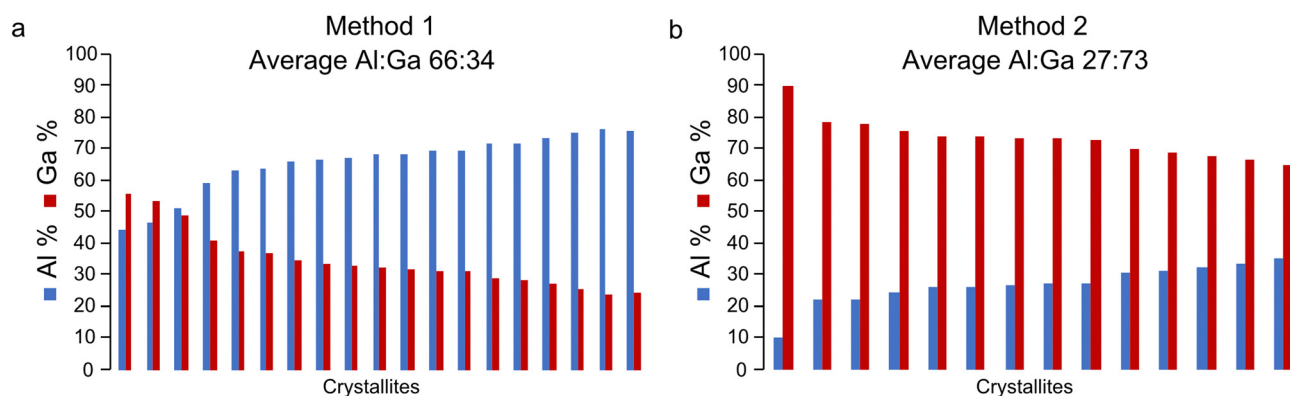 a
Method 1
Average Al:Ga 66:34
Al % Ga %
100
90
80
70
60
50
40
30
20
10
0
Crystallites
b
Method 2
Average Al:Ga 27:73
Al % Ga %
100
90
80
70
60
50
40
30
20
10
0
Crystallites